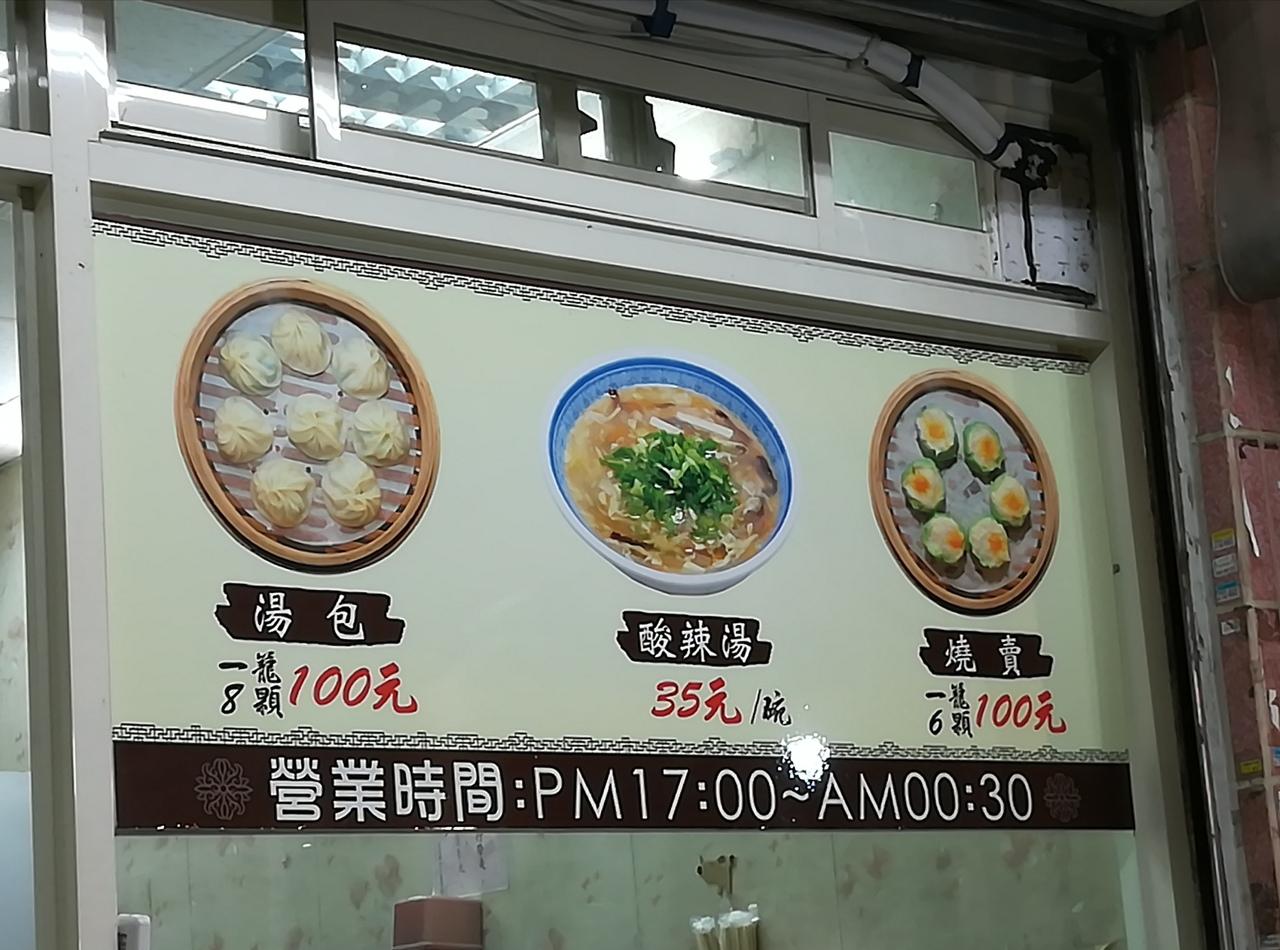 湯包
一籠8顆100元
酸辣湯
35元/碗
燒賣
一籠6顆100元
營業時間:PM17:00~AM00:30